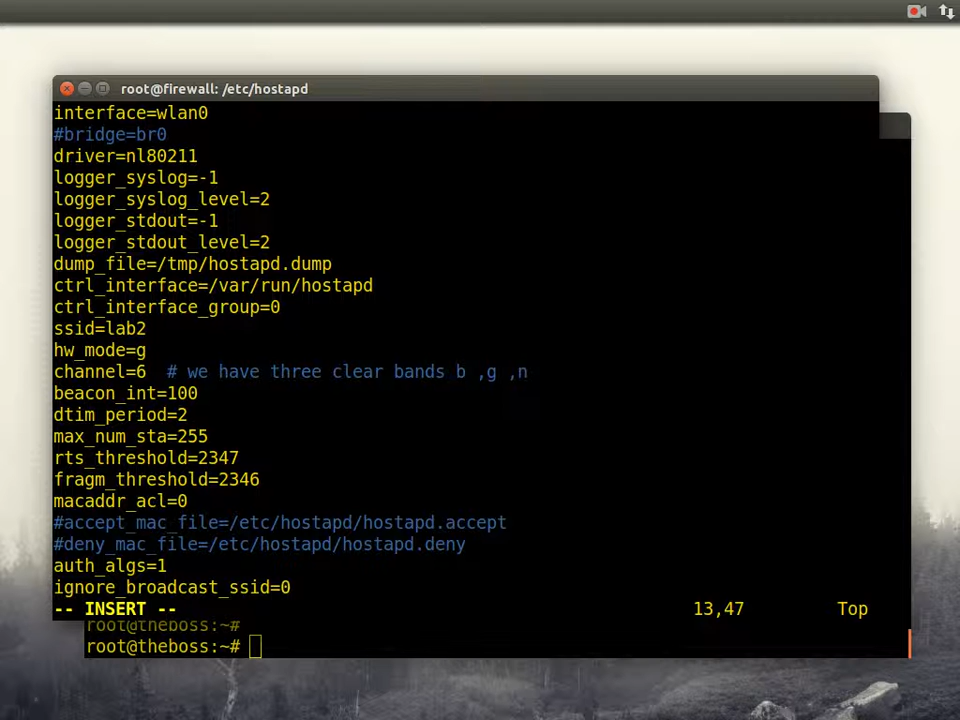 root@firewall: /etc/hostapd
interface=wlan0
#bridge=br0
driver=nl80211
logger_syslog=-1
logger_syslog_level=2
logger_stdout=-1
logger_stdout_level=2
dump_file=/tmp/hostapd.dump
ctrl_interface=/var/run/hostapd
ctrl_interface_group=0
ssid=lab2
hw_mode=g
channel=6  # we have three clear bands b ,g ,n
beacon_int=100
dtim_period=2
max_num_sta=255
rts_threshold=2347
fragm_threshold=2346
macaddr_acl=0
#accept_mac_file=/etc/hostapd/hostapd.accept
#deny_mac_file=/etc/hostapd/hostapd.deny
auth_algs=1
ignore_broadcast_ssid=0
-- INSERT -- 13,47 Top
root@theboss:~#
root@theboss:~#